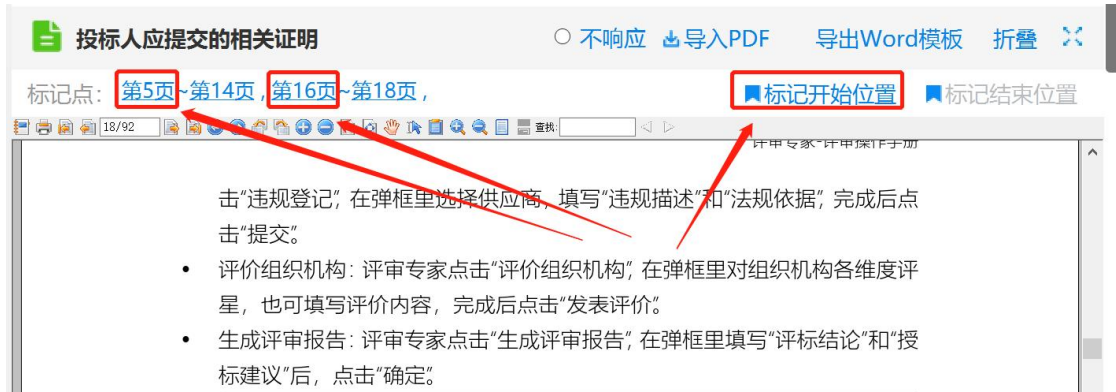 投标人应提交的相关证明 不响应 导入PDF 导出Word模板 折叠
标记点: 第5页~第14页 , 第16页~第18页 , 标记开始位置 标记结束位置
18/92 查找:
评审专家-评审操作手册
击“违规登记”, 在弹框里选择供应商, 填写“违规描述”和“法规依据”, 完成后点
击“提交”。
• 评价组织机构: 评审专家点击“评价组织机构”, 在弹框里对组织机构各维度评
星, 也可填写评价内容, 完成后点击“发表评价”。
• 生成评审报告: 评审专家点击“生成评审报告”, 在弹框里填写“评标结论”和“授
标建议”后, 点击“确定”。